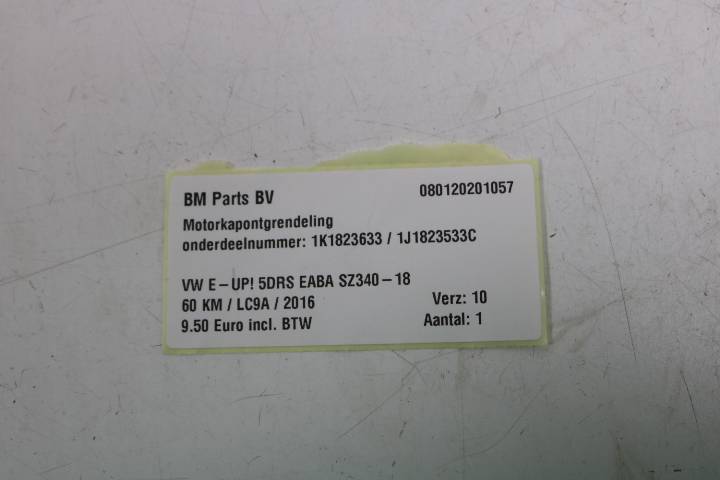 BM Parts BV 080120201057
Motorkapontgrendeling
onderdeelnummer: 1K1823633 / 1J1823533C
VW E-UP! 5DRS EABA SZ340-18
60 KM / LC9A / 2016 Verz: 10
9.50 Euro incl. BTW Aantal: 1